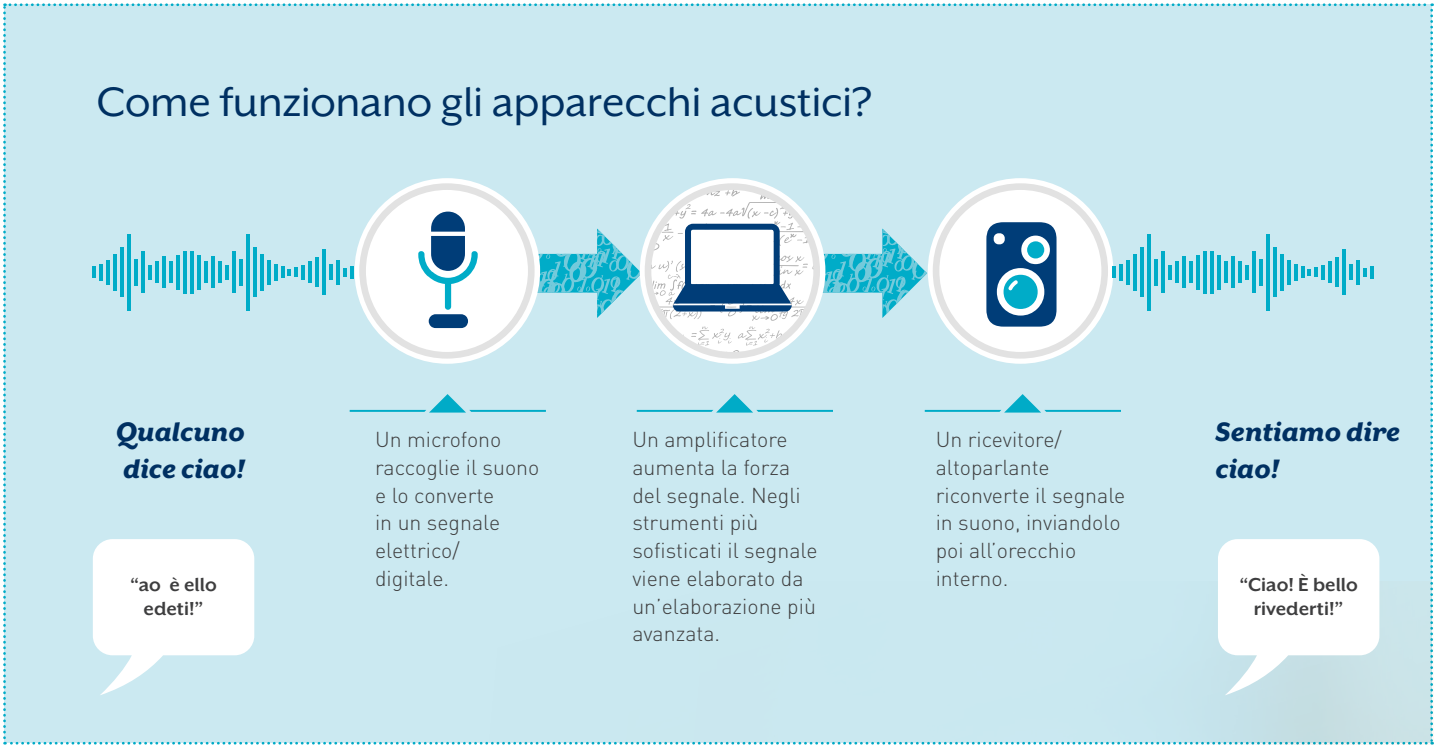 Come funzionano gli apparecchi acustici?
Qualcuno
dice ciao!
“ao è ello
edeti!”
Un microfono
raccoglie il suono
e lo converte
in un segnale
elettrico/
digitale.
Un amplificatore
aumenta la forza
del segnale. Negli
strumenti più
sofisticati il segnale
viene elaborato da
un’elaborazione più
avanzata.
Un ricevitore/
altoparlante
riconverte il segnale
in suono, inviandolo
poi all’orecchio
interno.
Sentiamo dire
ciao!
“Ciao! È bello
rivederti!”